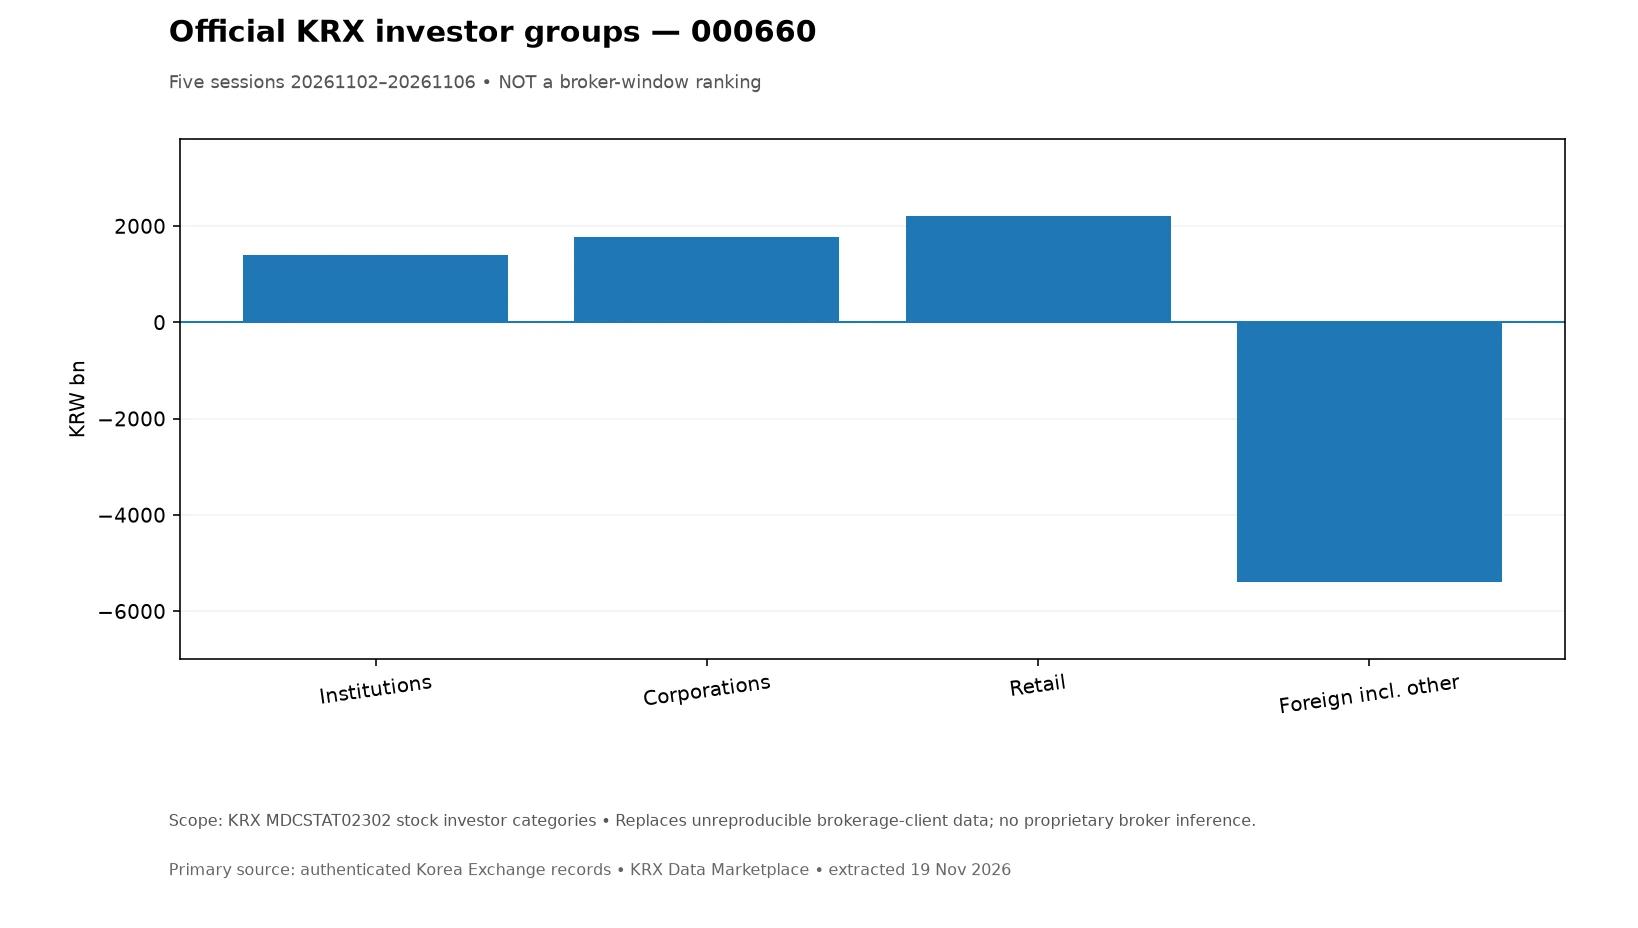 Official KRX investor groups — 000660
Five sessions 20261102–20261106 • NOT a broker-window ranking
2000
0
−2000
−4000
−6000
KRW bn
Institutions
Corporations
Retail
Foreign incl. other
Scope: KRX MDCSTAT02302 stock investor categories • Replaces unreproducible brokerage-client data; no proprietary broker inference.
Primary source: authenticated Korea Exchange records • KRX Data Marketplace • extracted 19 Nov 2026